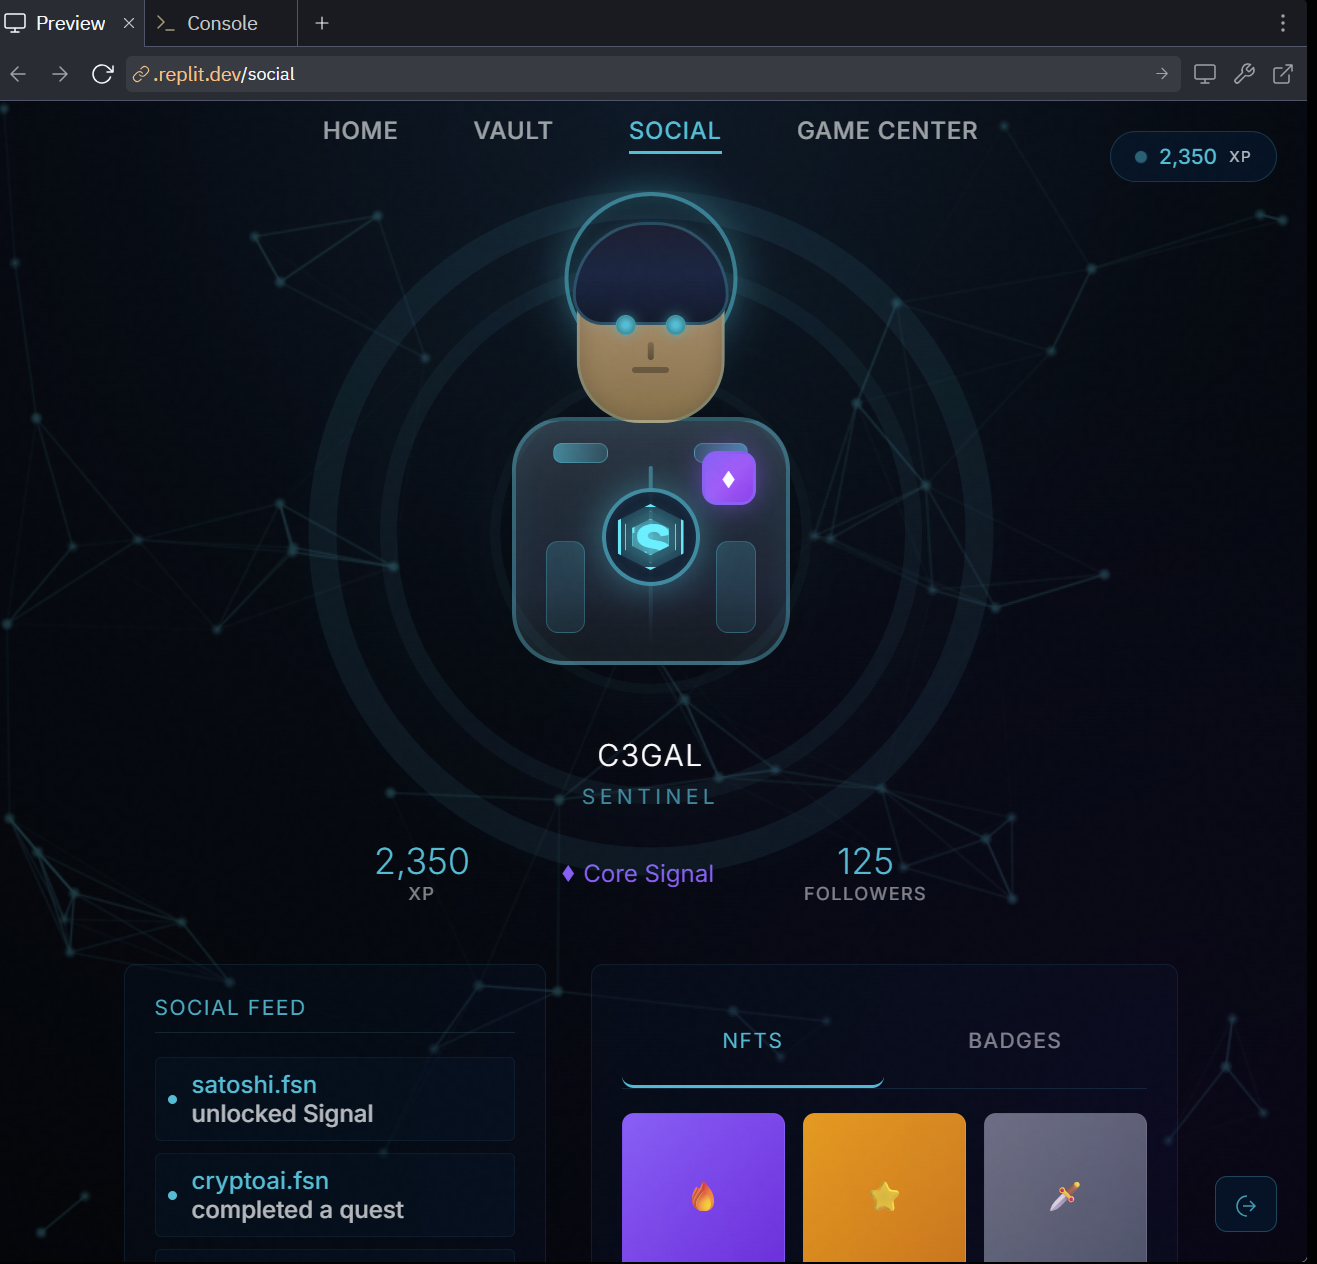 Preview
Console
.replit.dev/social
HOME
VAULT
SOCIAL
GAME CENTER
2,350 XP
S
C3GAL
SENTINEL
2,350
XP
Core Signal
125
FOLLOWERS
SOCIAL FEED
satoshi.fsn
unlocked Signal
cryptoai.fsn
completed a quest
NFTS
BADGES